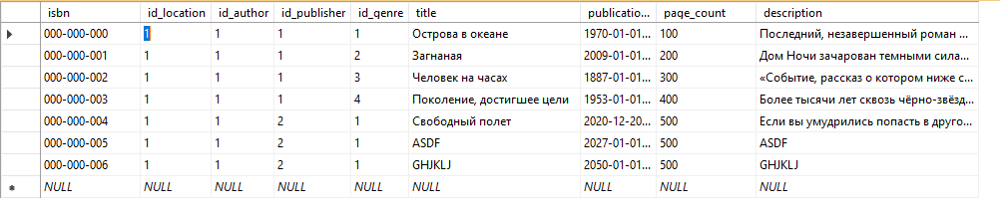 isbn id_location id_author id_publisher id_genre title publicatio... page_count description
000-000-000 1 1 1 1 Острова в океане 1970-01-01... 100 Последний, незавершенный роман ...
000-000-001 1 1 1 2 Загнаная 2009-01-01... 200 Дом Ночи зачарован темными сила...
000-000-002 1 1 1 3 Человек на часах 1887-01-01... 300 «Событие, рассказ о котором ниже с...
000-000-003 1 1 1 4 Поколение, достигшее цели 1953-01-01... 400 Более тысячи лет сквозь чёрно-звёзд...
000-000-004 1 1 2 1 Свободный полет 2020-12-20... 500 Если вы умудрились попасть в друго...
000-000-005 1 1 2 1 ASDF 2027-01-01... 500 ASDF
000-000-006 1 1 2 1 GHJKLJ 2050-01-01... 500 GHJKLJ
NULL NULL NULL NULL NULL NULL NULL NULL NULL